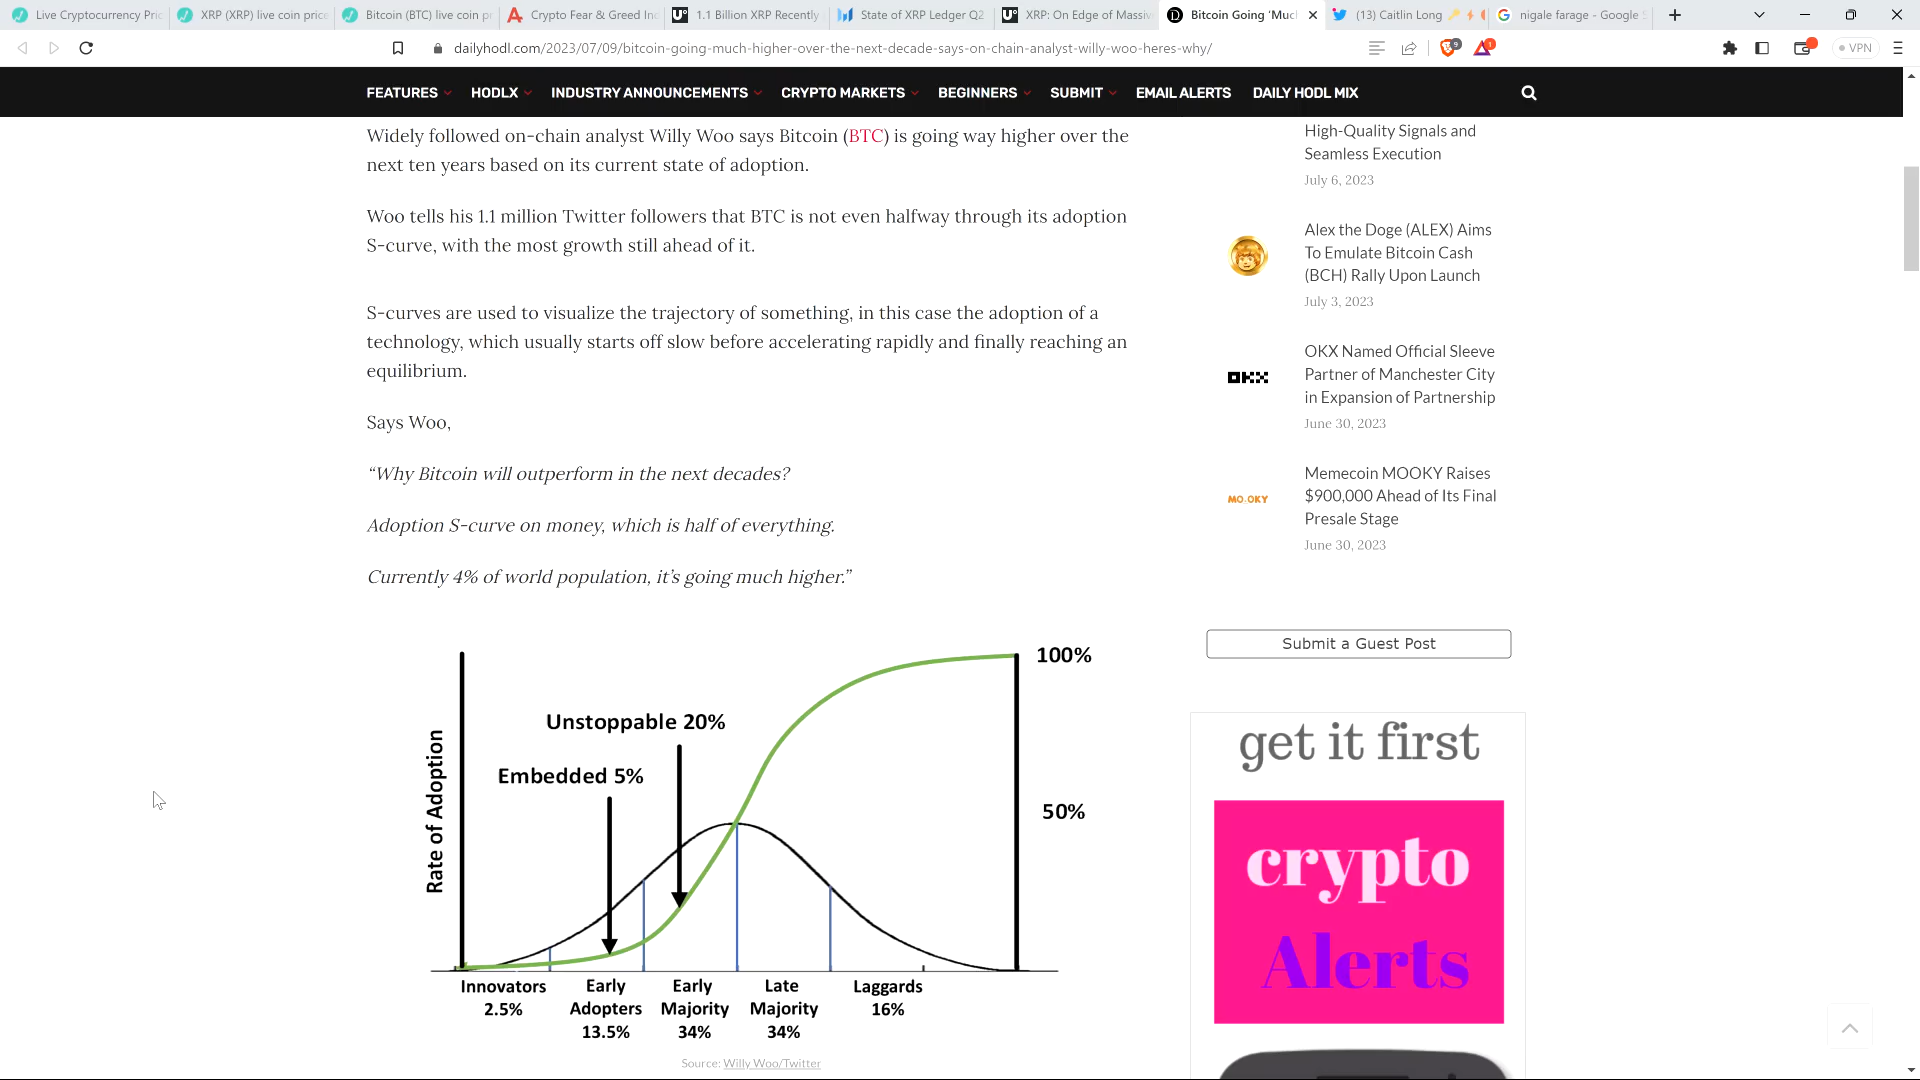 Live Cryptocurrency Pric
XRP (XRP) live coin price
Bitcoin (BTC) live coin p
Crypto Fear & Greed In
1.1 Billion XRP Recently
State of XRP Ledger Q2
XRP: On Edge of Massiv
Bitcoin Going 'Muc
(13) Caitlin Long
nigale farage - Google S
dailyhodl.com/2023/07/09/bitcoin-going-much-higher-over-the-next-decade-says-on-chain-analyst-willy-woo-heres-why/
9
1
VPN
FEATURES
HODLX
INDUSTRY ANNOUNCEMENTS
CRYPTO MARKETS
BEGINNERS
SUBMIT
EMAIL ALERTS
DAILY HODL MIX
Widely followed on-chain analyst Willy Woo says Bitcoin (BTC) is going way higher over the
next ten years based on its current state of adoption.
Woo tells his 1.1 million Twitter followers that BTC is not even halfway through its adoption
S-curve, with the most growth still ahead of it.
S-curves are used to visualize the trajectory of something, in this case the adoption of a
technology, which usually starts off slow before accelerating rapidly and finally reaching an
equilibrium.
Says Woo,
“Why Bitcoin will outperform in the next decades?
Adoption S-curve on money, which is half of everything.
Currently 4% of world population, it’s going much higher.”
100%
Unstoppable 20%
Embedded 5%
50%
Rate of Adoption
Innovators
2.5%
Early
Adopters
13.5%
Early
Majority
34%
Late
Majority
34%
Laggards
16%
Source: Willy Woo/Twitter
High-Quality Signals and
Seamless Execution
July 6, 2023
Alex the Doge (ALEX) Aims
To Emulate Bitcoin Cash
(BCH) Rally Upon Launch
July 3, 2023
OKX
OKX Named Official Sleeve
Partner of Manchester City
in Expansion of Partnership
June 30, 2023
MO:OKY
Memecoin MOOKY Raises
$900,000 Ahead of Its Final
Presale Stage
June 30, 2023
Submit a Guest Post
get it first
crypto
Alerts